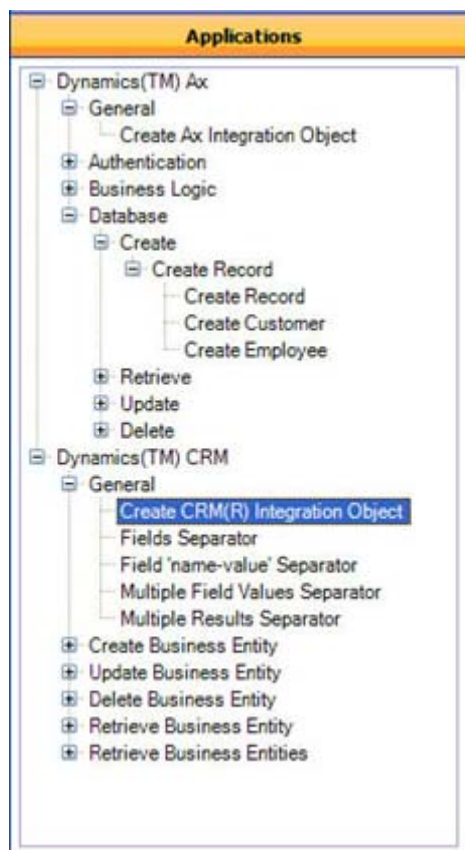 Applications
Dynamics(TM) Ax
General
Create Ax Integration Object
Authentication
Business Logic
Database
Create
Create Record
Create Record
Create Customer
Create Employee
Retrieve
Update
Delete
Dynamics(TM) CRM
General
Create CRM(R) Integration Object
Fields Separator
Field 'name-value' Separator
Multiple Field Values Separator
Multiple Results Separator
Create Business Entity
Update Business Entity
Delete Business Entity
Retrieve Business Entity
Retrieve Business Entities